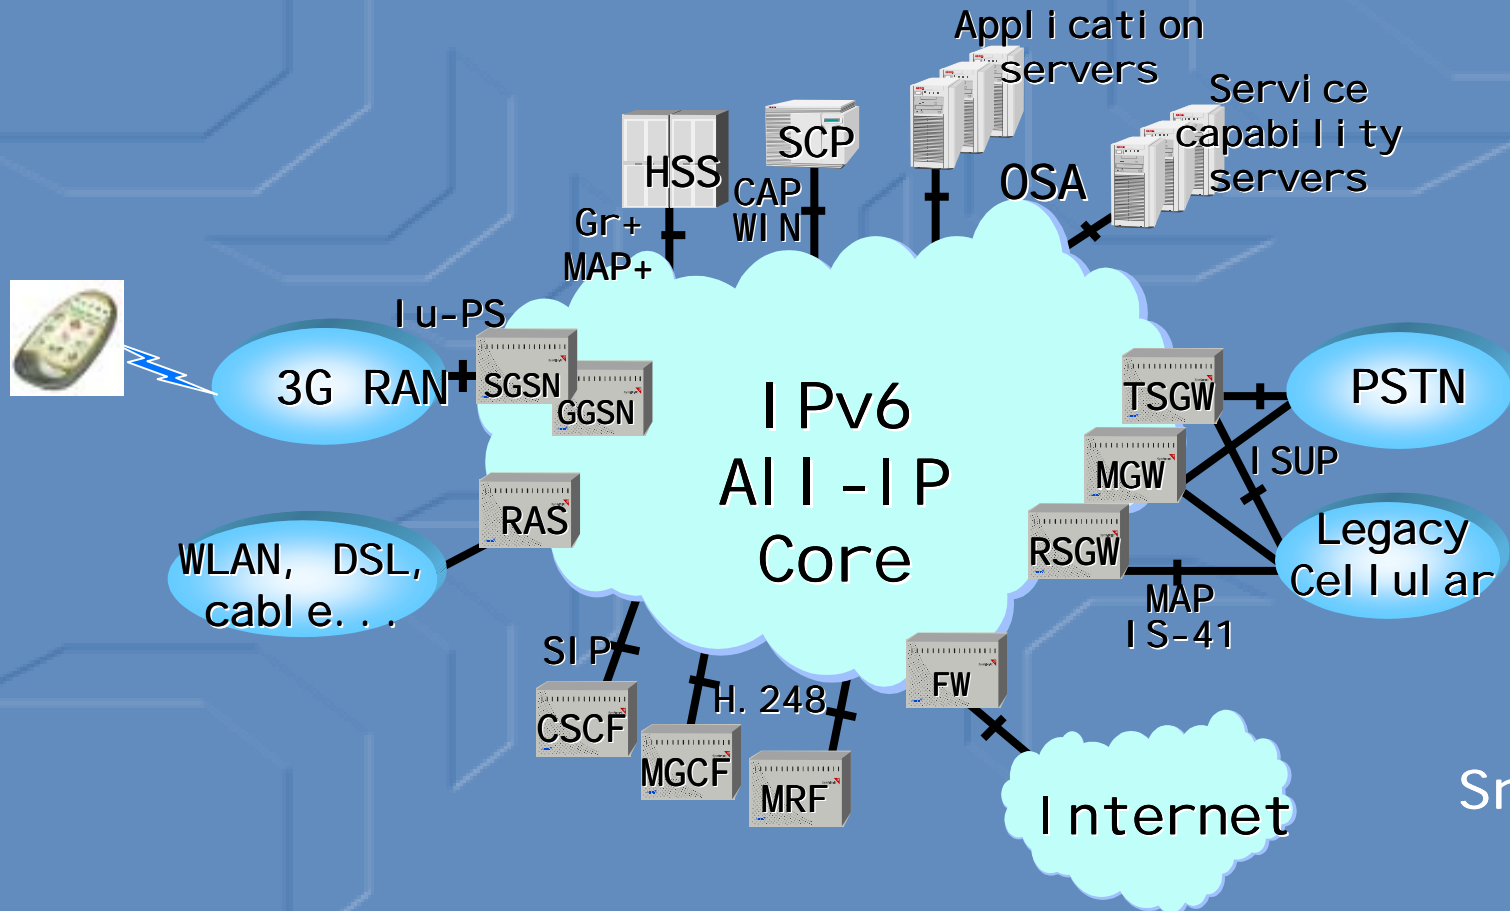 Application
servers
Service
capability
servers
OSA
HSS
SCP
CAP
WIN
Gr+
MAP+
Iu-PS
3G RAN
SGSN
GGSN
IPv6
All-IP
Core
TSGW
PSTN
MGW
ISUP
RAS
RSGW
Legacy
Cellular
WLAN, DSL,
cable...
MAP
IS-41
SIP
H.248
FW
CSCF
MGCF
MRF
Internet